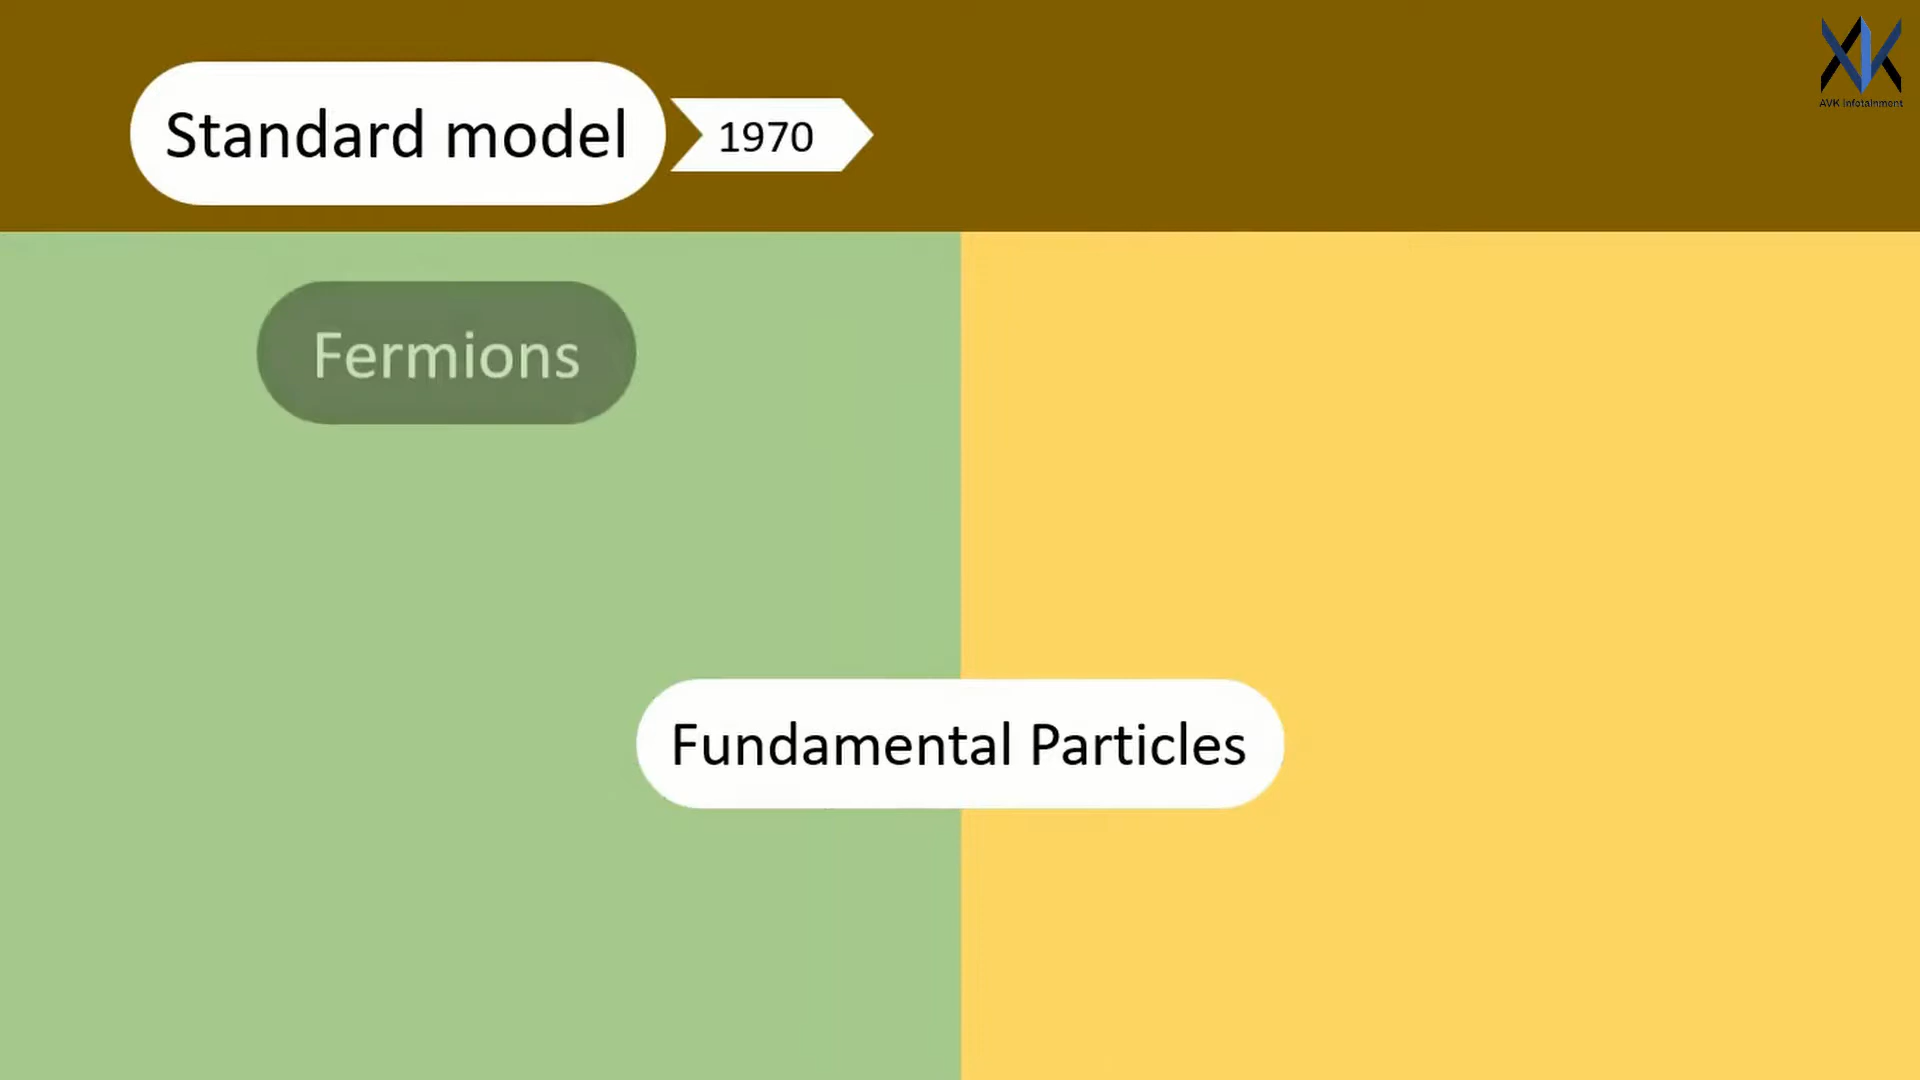 Standard model
1970
AVK Infotainment
Fermions
Fundamental Particles